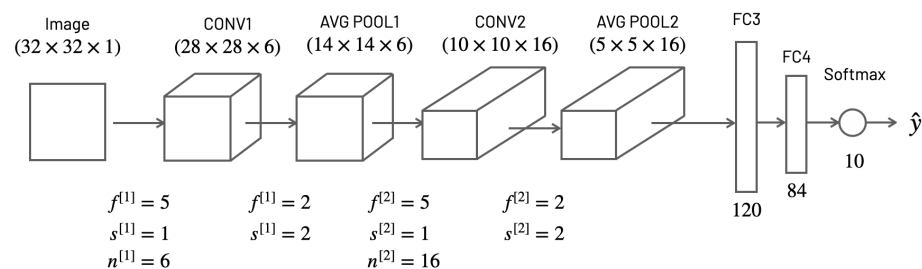 Image
(32 × 32 × 1)
CONV1
(28 × 28 × 6)
AVG POOL1
(14 × 14 × 6)
CONV2
(10 × 10 × 16)
AVG POOL2
(5 × 5 × 16)
FC3
FC4
Softmax
ŷ
10
84
120
f^[1] = 5
s^[1] = 1
n^[1] = 6
f^[1] = 2
s^[1] = 2
f^[2] = 5
s^[2] = 1
n^[2] = 16
f^[2] = 2
s^[2] = 2